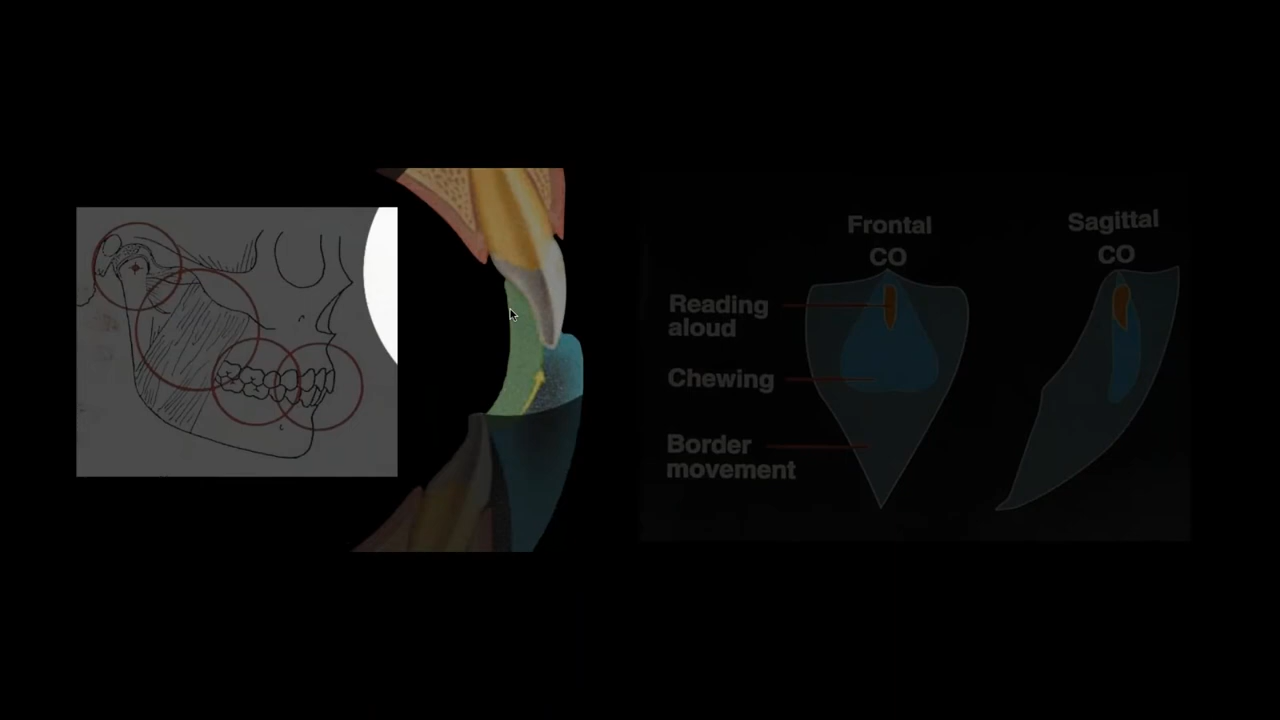 Frontal
CO
Sagittal
CO
Reading
aloud
Chewing
Border
movement